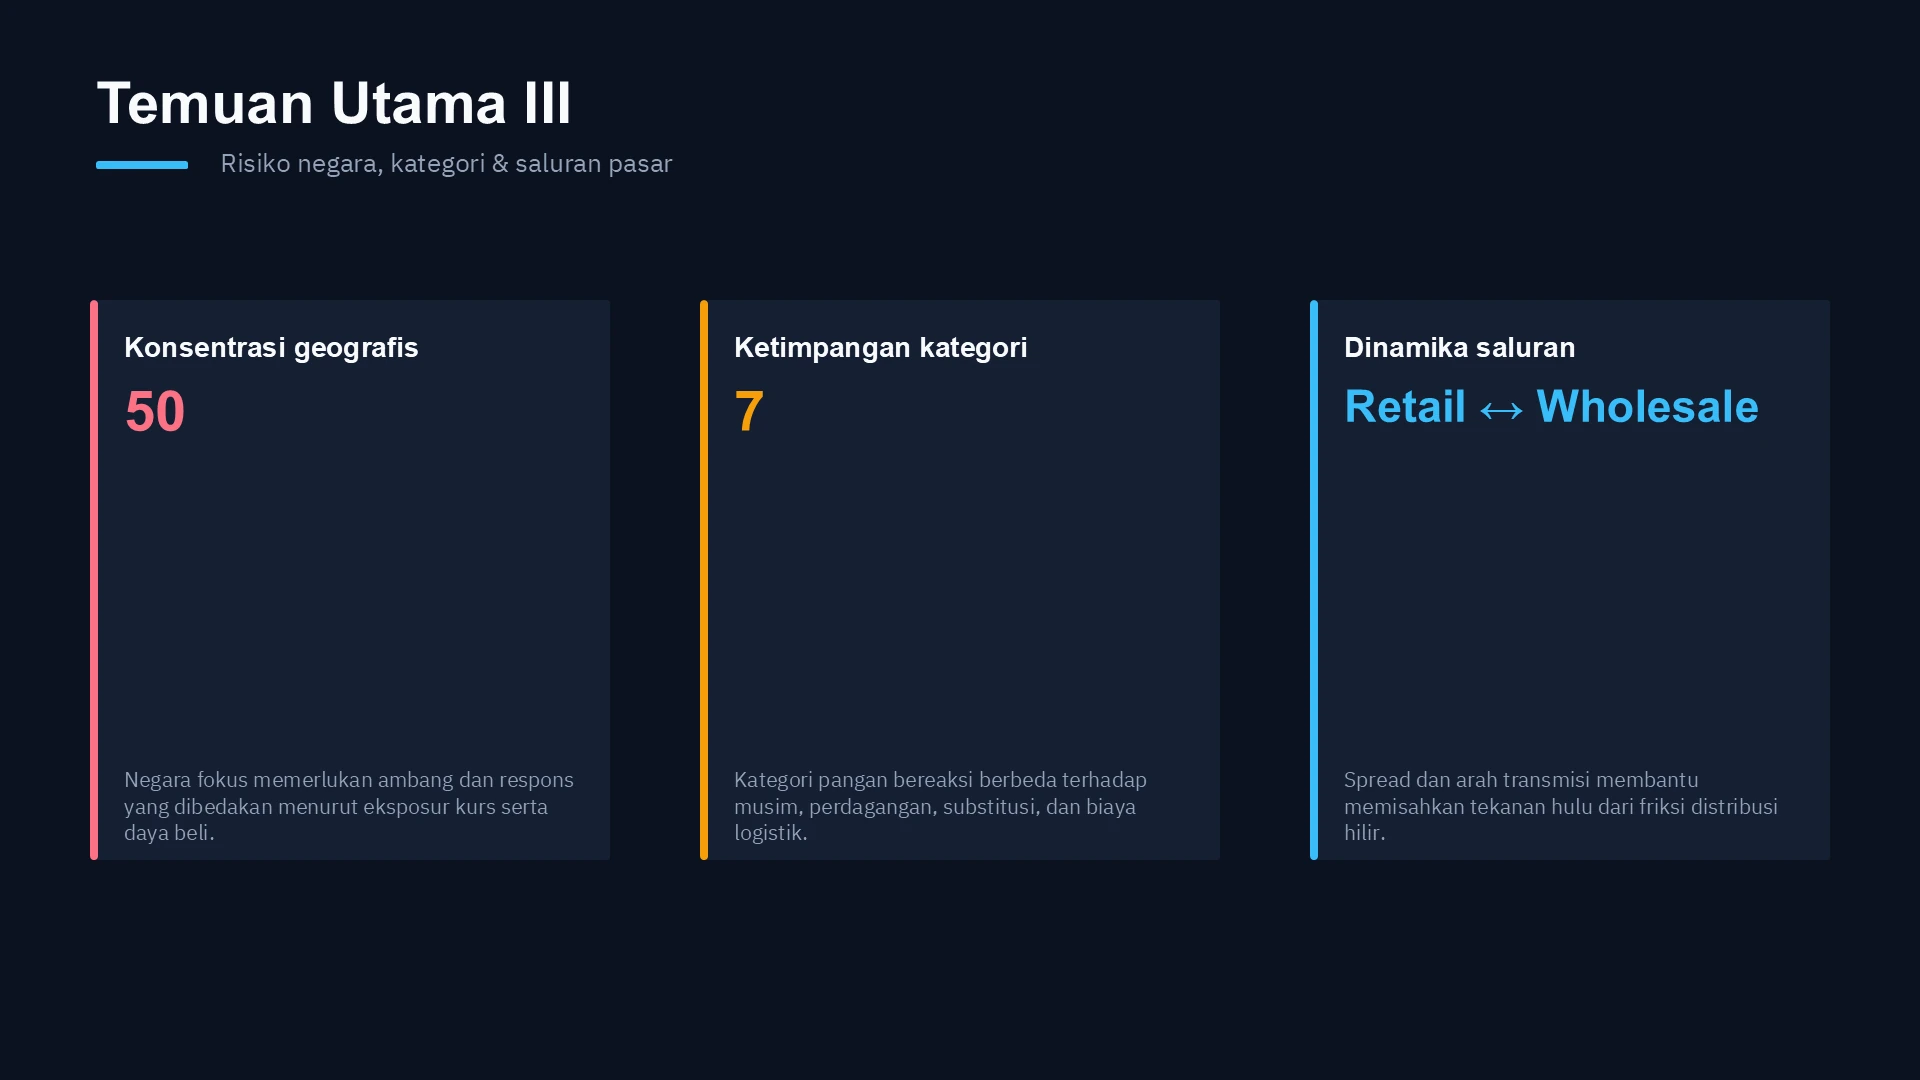 Temuan Utama III
Risiko negara, kategori & saluran pasar
Konsentrasi geografis
50
Negara fokus memerlukan ambang dan respons
yang dibedakan menurut eksposur kurs serta
daya beli.
Ketimpangan kategori
7
Kategori pangan bereaksi berbeda terhadap
musim, perdagangan, substitusi, dan biaya
logistik.
Dinamika saluran
Retail ↔ Wholesale
Spread dan arah transmisi membantu
memisahkan tekanan hulu dari friksi distribusi
hilir.